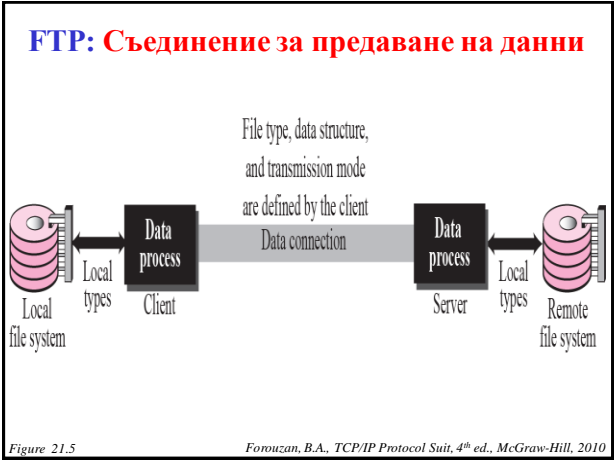 FTP: Съединение за предаване на данни
File type, data structure,
and transmission mode
are defined by the client
Data connection
Data
process
Data
process
Local
types
Client
Local
file system
Local
types
Server
Remote
file system
Figure 21.5
Forouzan, B.A., TCP/IP Protocol Suit, 4th ed., McGraw-Hill, 2010